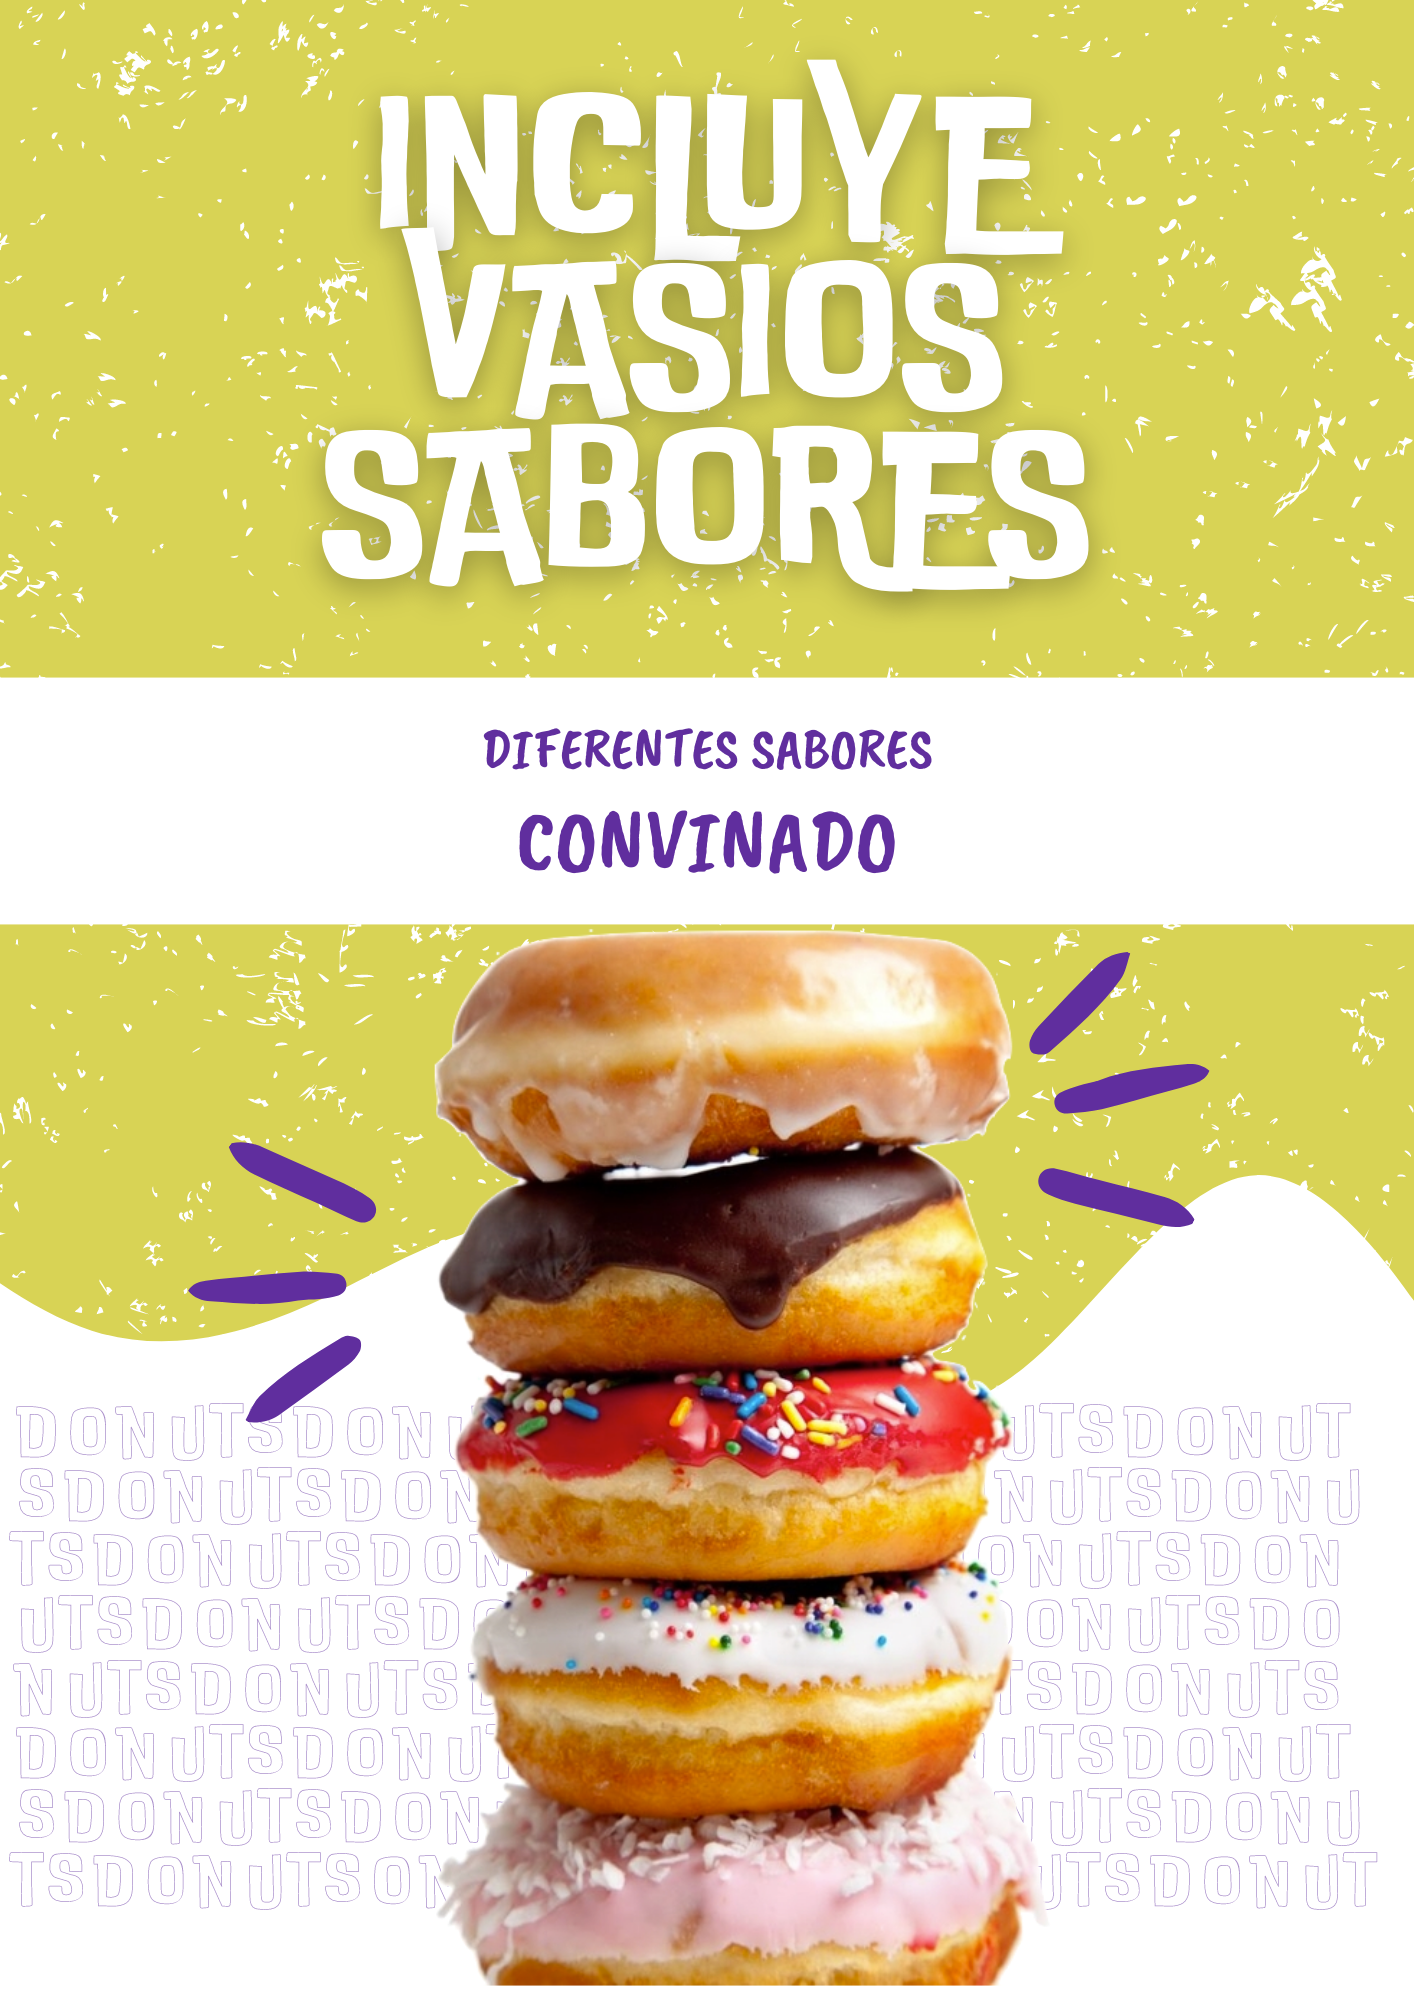 INCLUYE
VASIOS
SABORES
DIFERENTES SABORES
CONVINADO
DONUTSDON UTSDONUT
SDONUTSDON NUTSDONU
TSDONUTSDON ONUTSDON
UTSDONUTSD ONUTSDO
NUTSDONUTS TSDONUTS
DONUTSDONU UTSDONUT
SDONUTSDON NUTSDONU
TSDONUTSON UTSDONUT